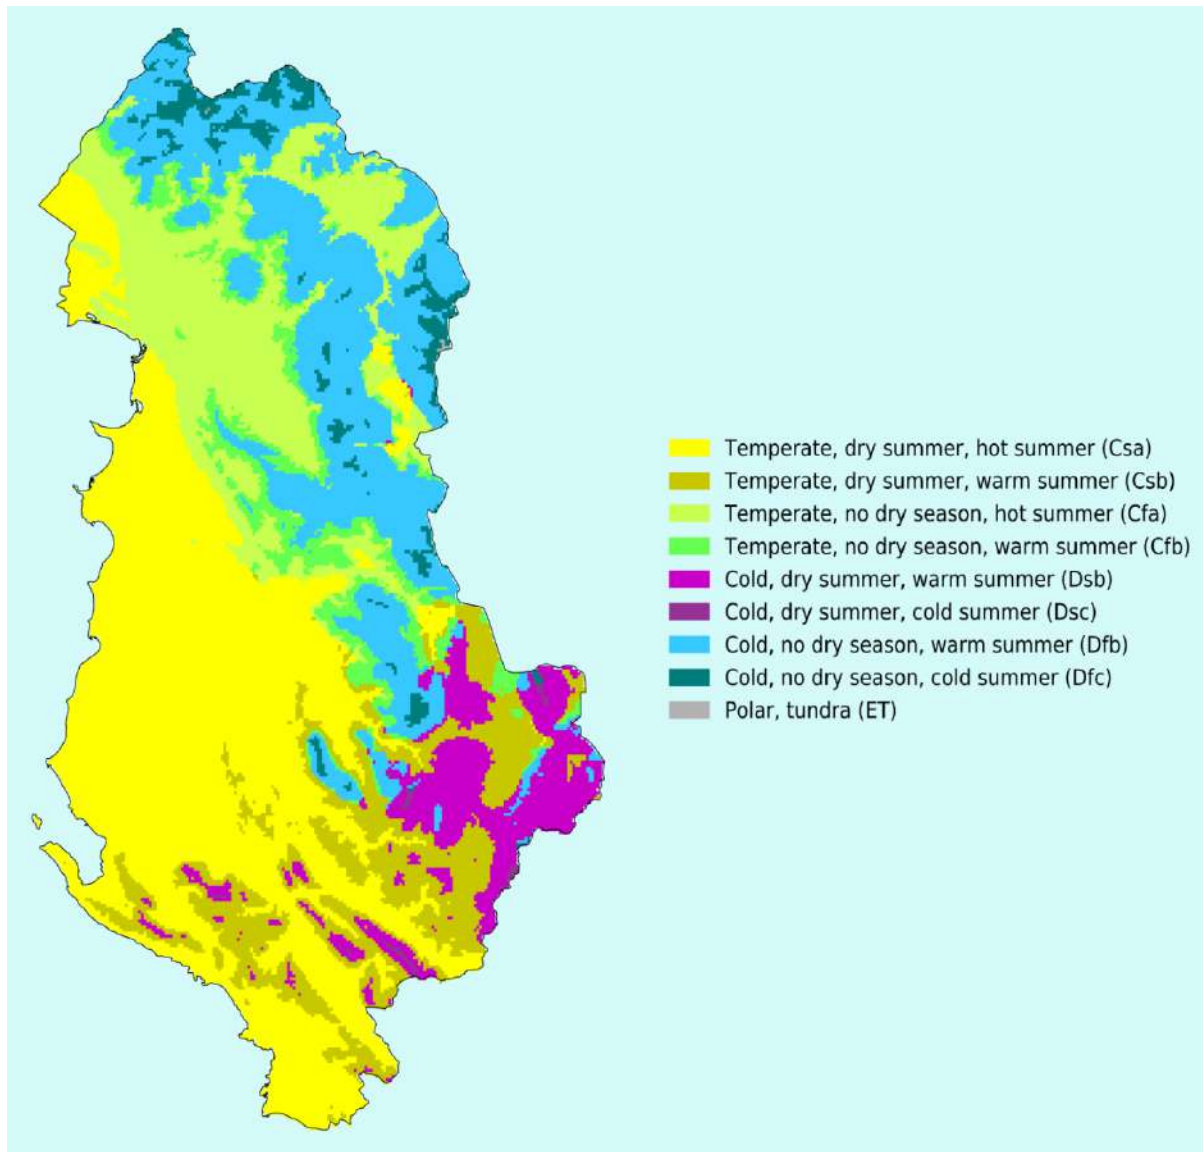 Temperate, dry summer, hot summer (Csa)
Temperate, dry summer, warm summer (Csb)
Temperate, no dry season, hot summer (Cfa)
Temperate, no dry season, warm summer (Cfb)
Cold, dry summer, warm summer (Dsb)
Cold, dry summer, cold summer (Dsc)
Cold, no dry season, warm summer (Dfb)
Cold, no dry season, cold summer (Dfc)
Polar, tundra (ET)